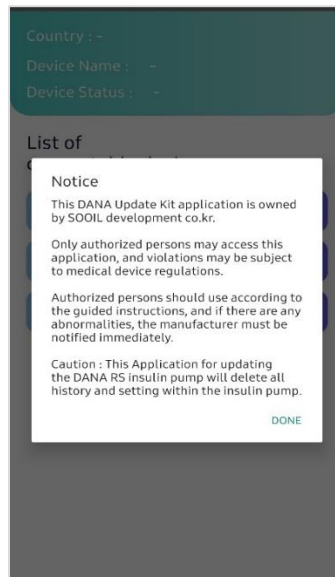 Country : -
Device Name :   -
Device Status :   -
List of
Notice
This DANA Update Kit application is owned
by SOOIL development co.kr.
Only authorized persons may access this
application, and violations may be subject
to medical device regulations.
Authorized persons should use according to
the guided instructions, and if there are any
abnormalities, the manufacturer must be
notified immediately.
Caution : This Application for updating
the DANA RS insulin pump will delete all
history and setting within the insulin pump.
DONE